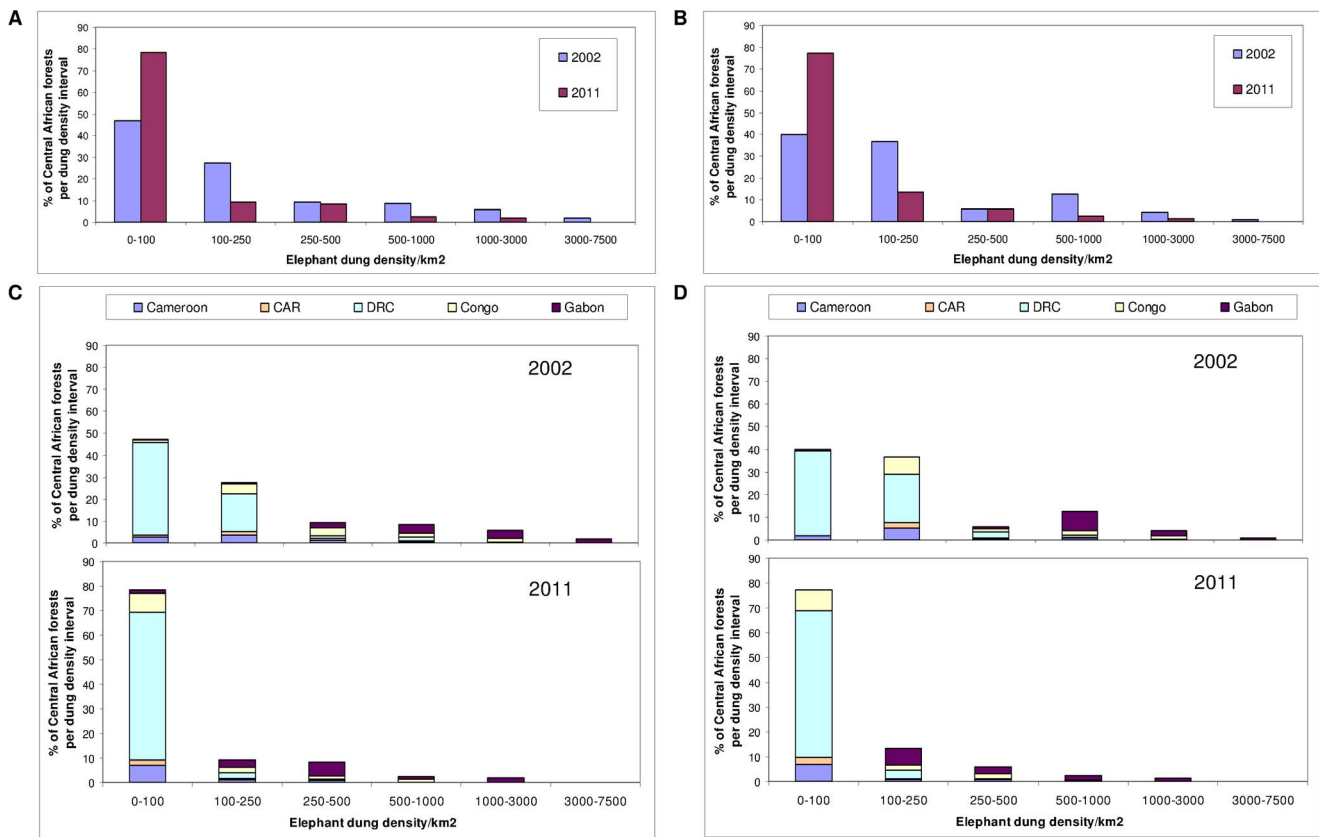 A
% of Central African forests
per dung density interval
90
80
70
60
50
40
30
20
10
0
2002
2011
0-100 100-250 250-500 500-1000 1000-3000 3000-7500
Elephant dung density/km2
B
% of Central African forests
per dung density interval
90
80
70
60
50
40
30
20
10
0
2002
2011
0-100 100-250 250-500 500-1000 1000-3000 3000-7500
Elephant dung density/km2
C
Cameroon CAR DRC Congo Gabon
% of Central African forests
per dung density interval
90
80
70
60
50
40
30
20
10
0
2002
% of Central African forests
per dung density interval
90
80
70
60
50
40
30
20
10
0
2011
0-100 100-250 250-500 500-1000 1000-3000 3000-7500
Elephant dung density/km2
D
Cameroon CAR DRC Congo Gabon
% of Central African forests
per dung density interval
90
80
70
60
50
40
30
20
10
0
2002
% of Central African forests
per dung density interval
90
80
70
60
50
40
30
20
10
0
2011
0-100 100-250 250-500 500-1000 1000-3000 3000-7500
Elephant dung density/km2